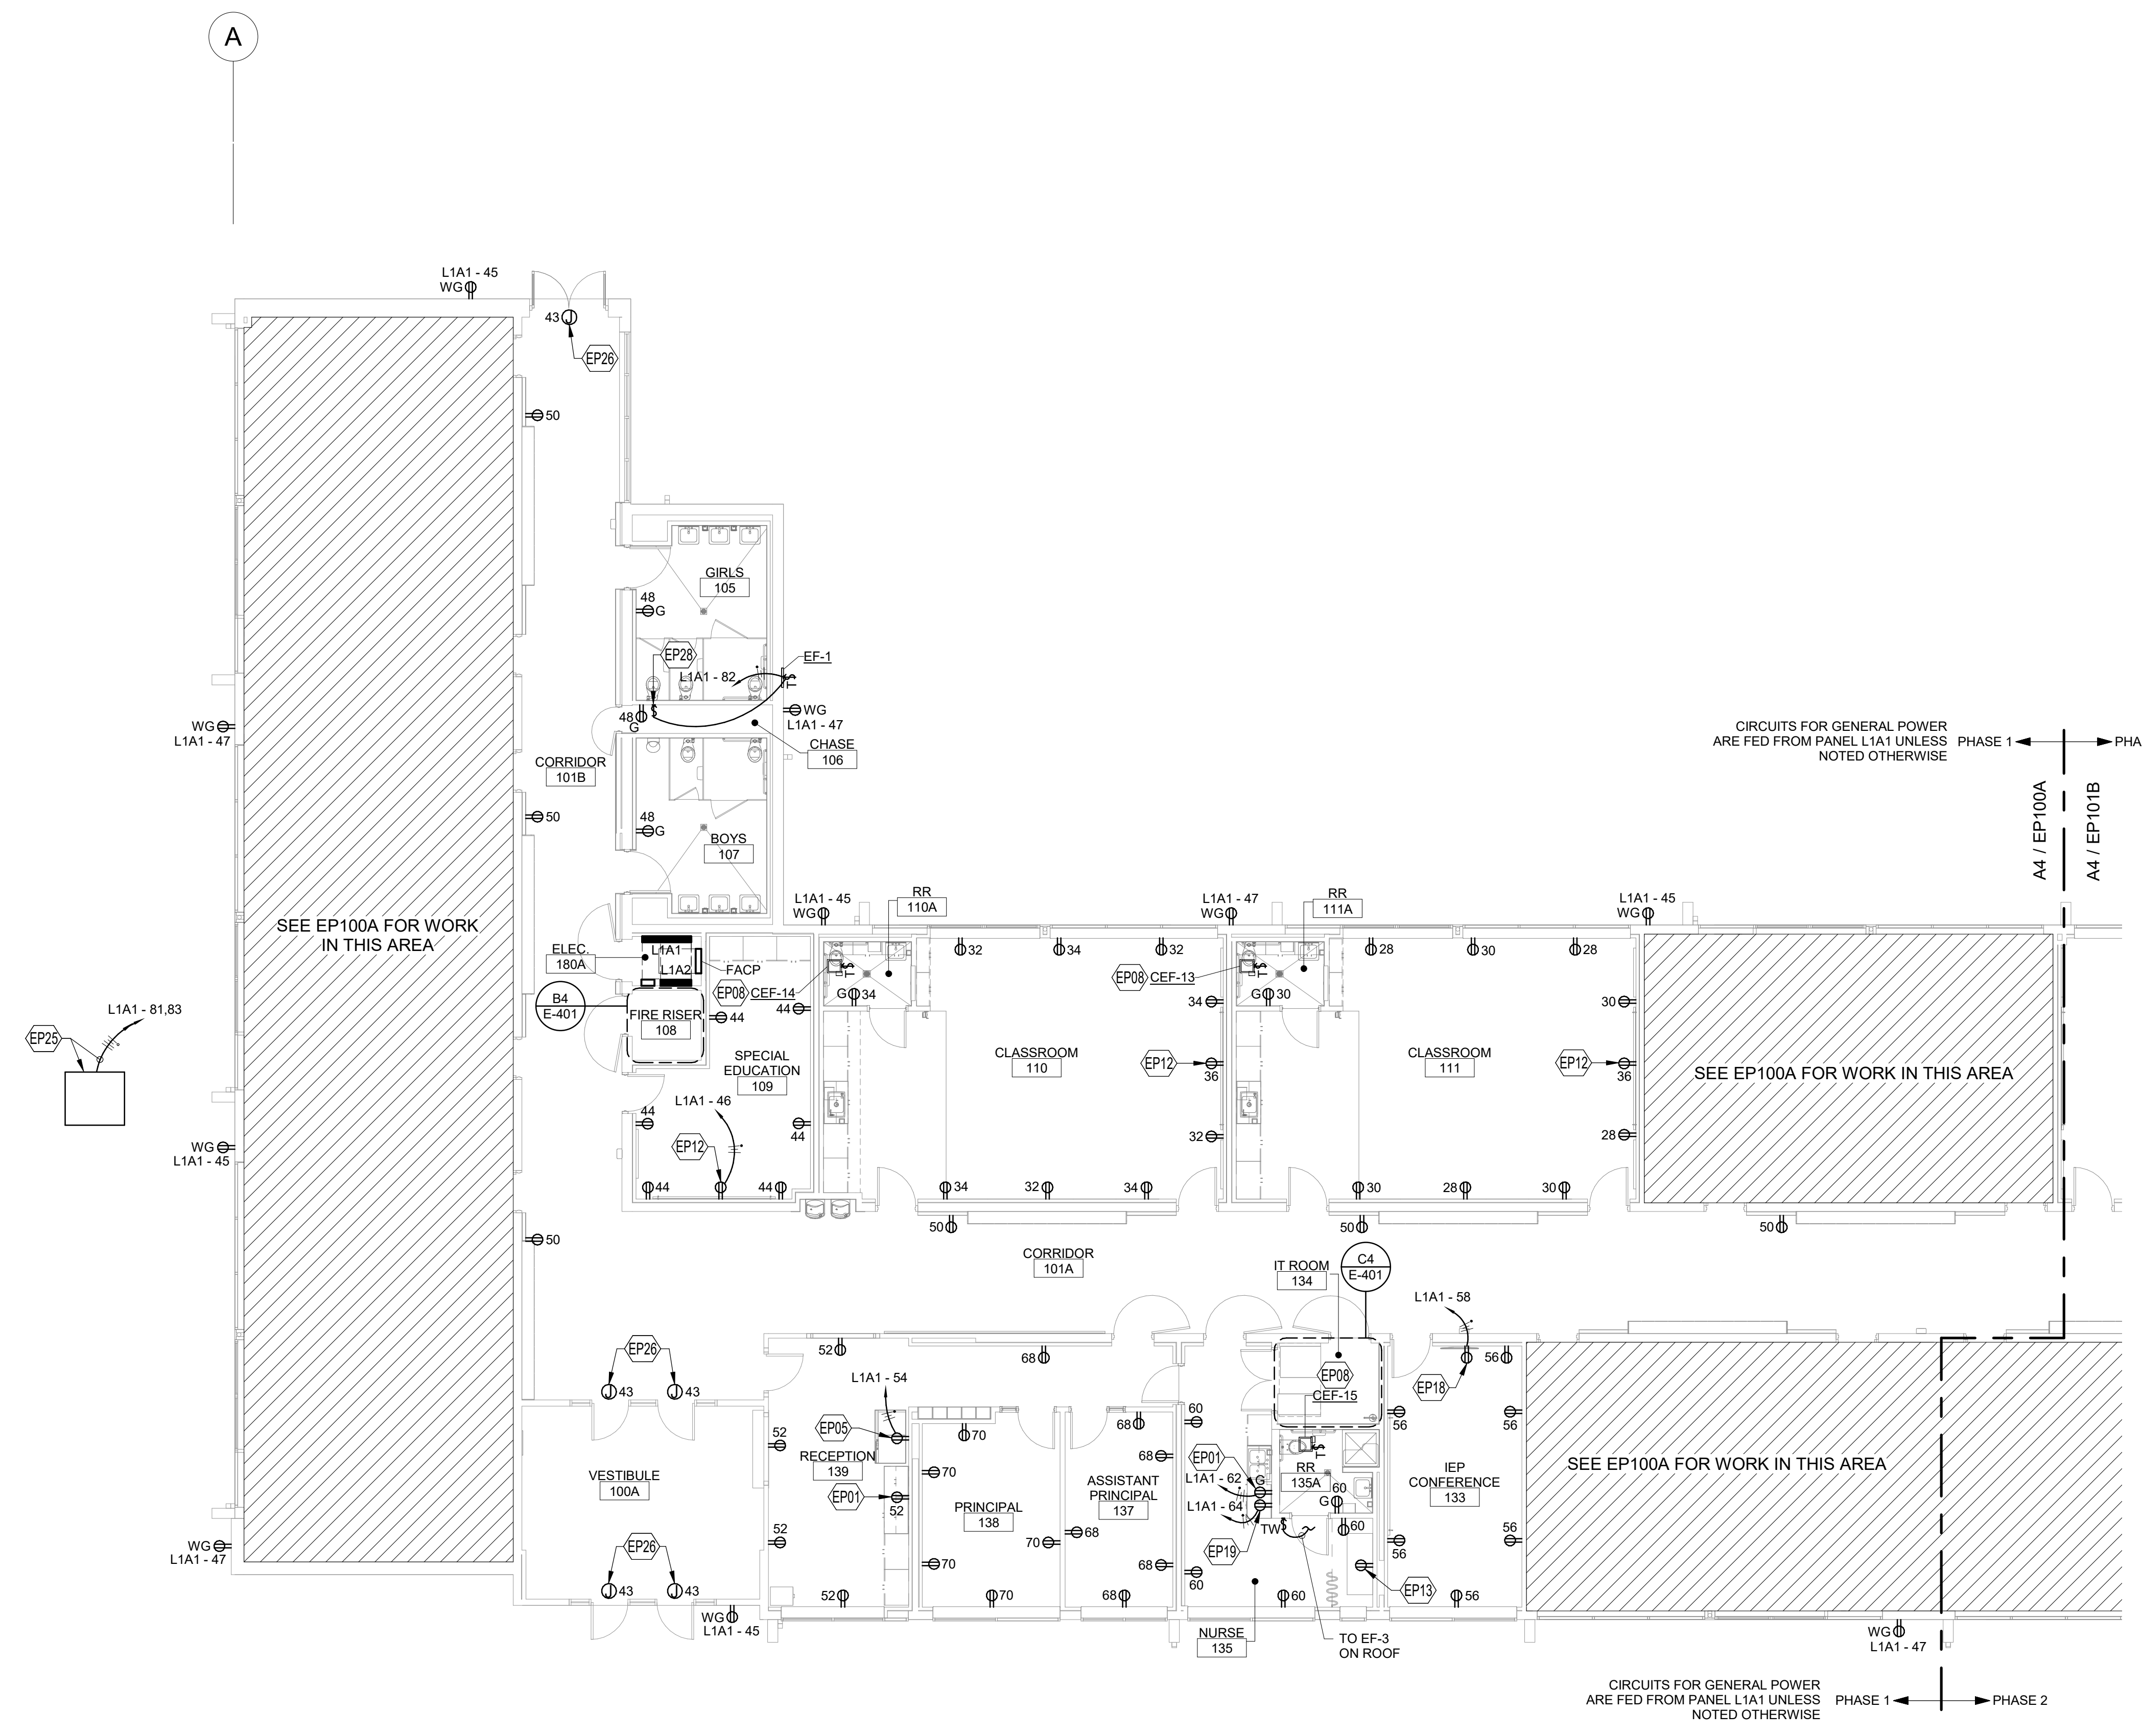 A
L1A1 - 45
WG
43 J
EP26
50
GIRLS
105
48
G
EP28
EF-1
L1A1 - 82
TS
48
G
WG
L1A1 - 47
WG
L1A1 - 47
CHASE
106
CORRIDOR
101B
CIRCUITS FOR GENERAL POWER
ARE FED FROM PANEL L1A1 UNLESS
NOTED OTHERWISE
PHASE 1
PHA
A4 / EP100A
A4 / EP101B
50
48
G
BOYS
107
SEE EP100A FOR WORK
IN THIS AREA
L1A1 - 45
WG
RR
110A
L1A1 - 47
WG
RR
111A
L1A1 - 45
WG
ELEC.
180A
L1A1
L1A2
FACP
EP08
CEF-14
TS
G 34
32
34
32
EP08
CEF-13
TS
G 30
28
30
28
B4
E-401
FIRE RISER
108
44
44
34
30
L1A1 - 81,83
EP25
SPECIAL
EDUCATION
109
CLASSROOM
110
EP12
36
CLASSROOM
111
EP12
36
SEE EP100A FOR WORK IN THIS AREA
L1A1 - 46
44
44
EP12
32
28
WG
L1A1 - 45
44
44
34
32
34
30
28
30
50
50
50
50
CORRIDOR
101A
IT ROOM
134
C4
E-401
L1A1 - 58
EP26
43
43
52
68
EP08
CEF-15
EP18
56
L1A1 - 54
EP05
RECEPTION
139
52
70
68
60
56
56
70
68
EP01
TS
VESTIBULE
100A
EP01
52
PRINCIPAL
138
ASSISTANT
PRINCIPAL
137
L1A1 - 62
G
L1A1 - 64
RR
135A
60
G
IEP
CONFERENCE
133
SEE EP100A FOR WORK IN THIS AREA
52
70
68
TW
S
60
56
56
WG
L1A1 - 47
EP26
43
43
70
68
60
EP19
EP13
WG
L1A1 - 45
52
70
68
60
56
NURSE
135
TO EF-3
ON ROOF
WG
L1A1 - 47
CIRCUITS FOR GENERAL POWER
ARE FED FROM PANEL L1A1 UNLESS
NOTED OTHERWISE
PHASE 1
PHASE 2